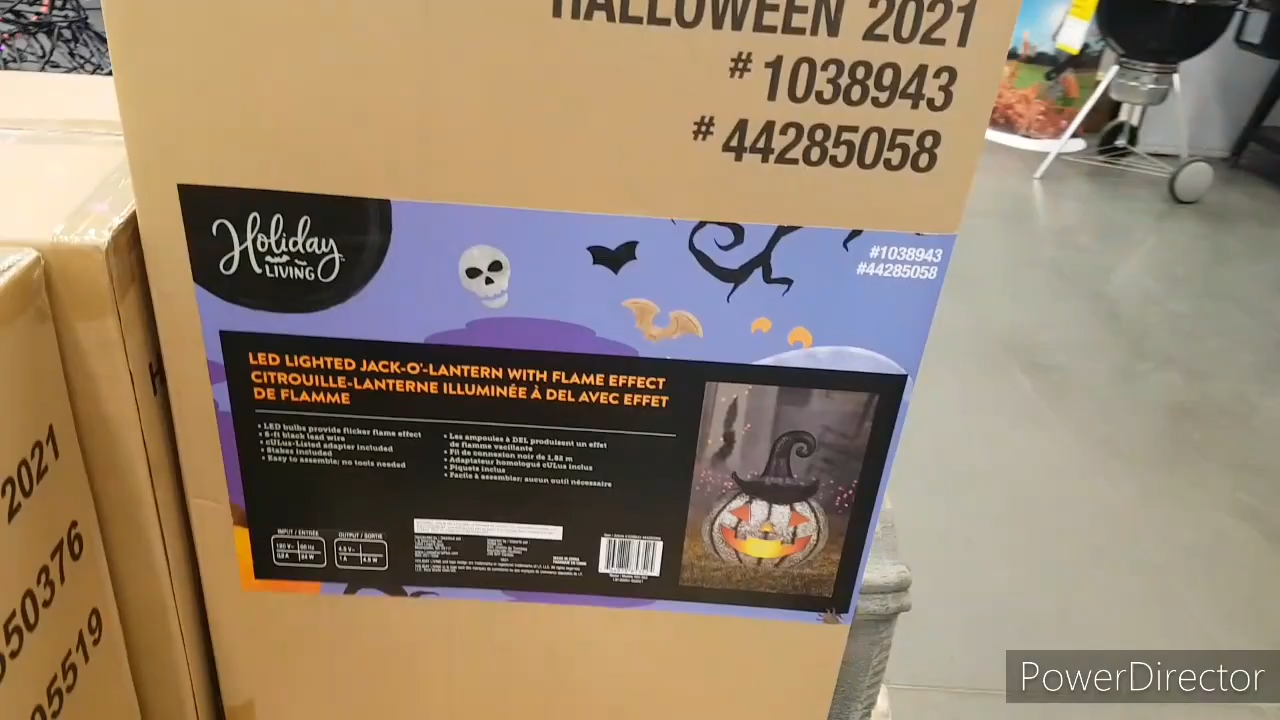 HALLOWEEN 2021
#1038943
#44285058
Holiday
LIVING
#1038943
#44285058
LED LIGHTED JACK-O'-LANTERN WITH FLAME EFFECT
CITROUILLE-LANTERNE ILLUMINÉE À DEL AVEC EFFET
DE FLAMME
• LED bulbs provide flicker flame effect
• 6-ft black lead wire
• cULus-Listed adapter included
• Stakes included
• Easy to assemble; no tools needed
• Les ampoules à DEL produisent un effet
de flamme vacillante
• Fil de connexion noir de 1,83 m
• Adaptateur homologué cULus inclus
• Piquets inclus
• Facile à assembler; aucun outil nécessaire
INPUT / ENTRÉE
OUTPUT / SORTIE
2021
50376
05519
PowerDirector